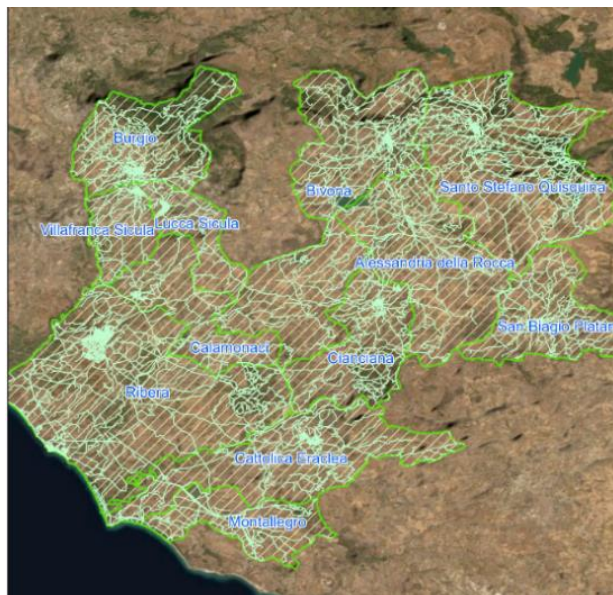 Burgio
Bivona
Santo Stefano Quisquina
Villafranca Sicula
Lucca Sicula
Alessandria della Rocca
San Biagio Platani
Calamonaci
Cianciana
Ribera
Cattolica Eraclea
Montallegro